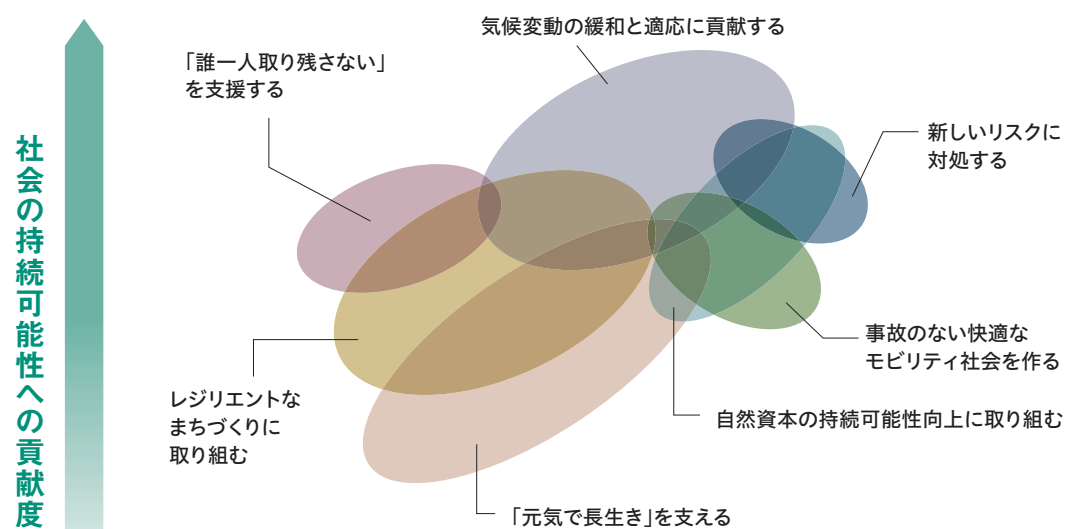 社会の持続可能性への貢献度
気候変動の緩和と適応に貢献する
「誰一人取り残さない」
を支援する
新しいリスクに
対処する
事故のない快適な
モビリティ社会を作る
レジリエントな
まちづくりに
取り組む
自然資本の持続可能性向上に取り組む
「元気で長生き」を支える